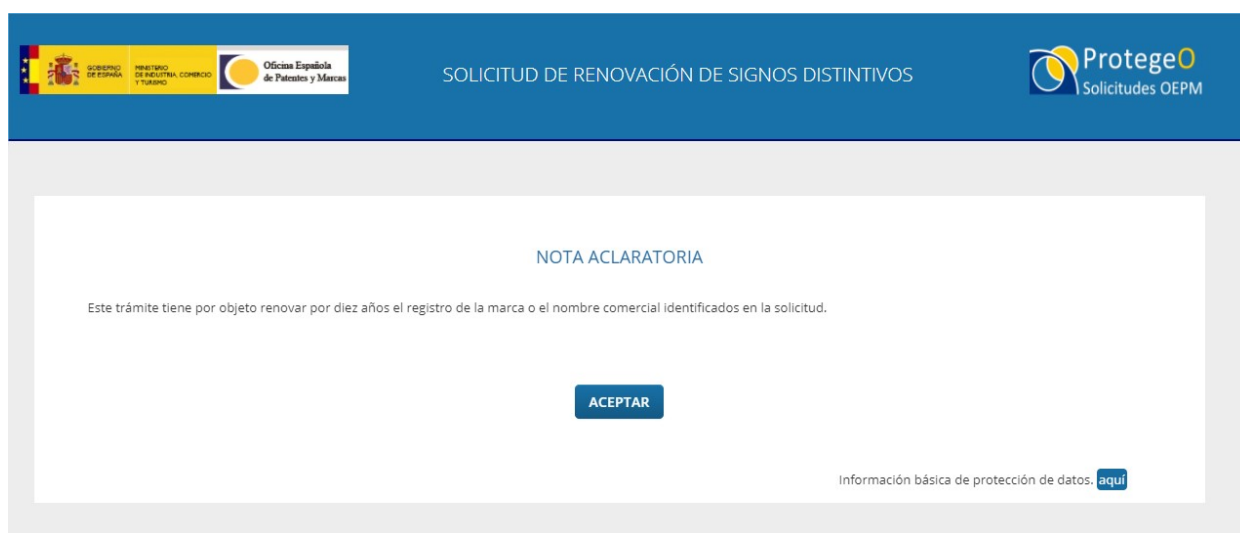 GOBIERNO
DE ESPAÑA
MINISTERIO
DE INDUSTRIA, COMERCIO
Y TURISMO
Oficina Española
de Patentes y Marcas
SOLICITUD DE RENOVACIÓN DE SIGNOS DISTINTIVOS
ProtegeO
Solicitudes OEPM
NOTA ACLARATORIA
Este trámite tiene por objeto renovar por diez años el registro de la marca o el nombre comercial identificados en la solicitud.
ACEPTAR
Información básica de protección de datos. aquí